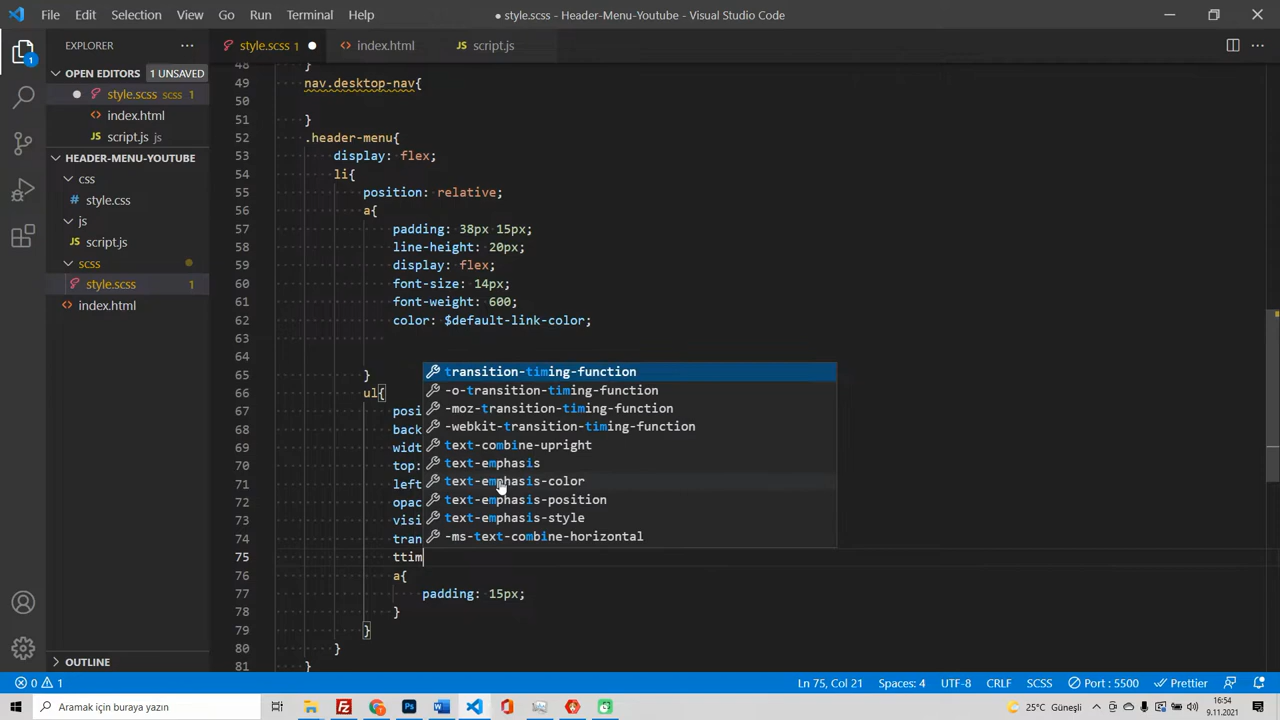 File Edit Selection View Go Run Terminal Help
● style.scss - Header-Menu-Youtube - Visual Studio Code
EXPLORER
style.scss 1
index.html
script.js
OPEN EDITORS 1 UNSAVED
style.scss scss 1
index.html
script.js js
HEADER-MENU-YOUTUBE
css
style.css
js
script.js
scss
style.scss 1
index.html
OUTLINE
48 }
49 nav.desktop-nav{
50
51 }
52 .header-menu{
53 display: flex;
54 li{
55 position: relative;
56 a{
57 padding: 38px 15px;
58 line-height: 20px;
59 display: flex;
60 font-size: 14px;
61 font-weight: 600;
62 color: $default-link-color;
63
64
65 }
66 ul{
67 posi
68 back
69 widt
70 top:
71 left
72 opac
73 visi
74 tran
75 ttim
76 a{
77 padding: 15px;
78 }
79 }
80 }
81 }
transition-timing-function
-o-transition-timing-function
-moz-transition-timing-function
-webkit-transition-timing-function
text-combine-upright
text-emphasis
text-emphasis-color
text-emphasis-position
text-emphasis-style
-ms-text-combine-horizontal
0 1
Ln 75, Col 21 Spaces: 4 UTF-8 CRLF SCSS Port : 5500 Prettier
Aramak için buraya yazın
25°C Güneşli
16:54
9.11.2021